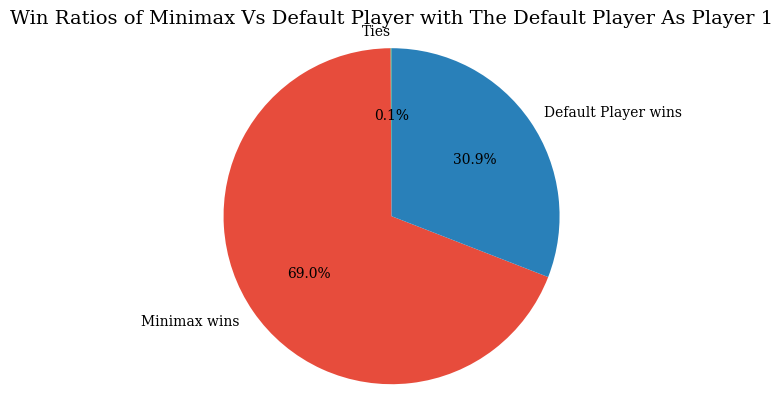 Win Ratios of Minimax Vs Default Player with The Default Player As Player 1
Ties
Default Player wins
0.1%
30.9%
69.0%
Minimax wins